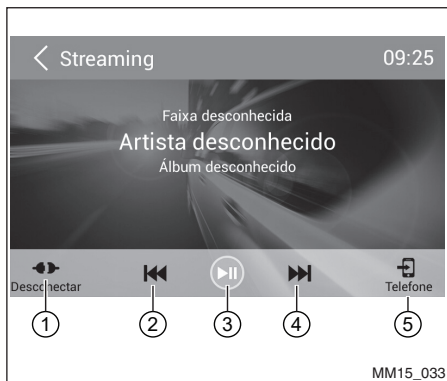 Streaming 09:25
Faixa desconhecida
Artista desconhecido
Álbum desconhecido
Desconectar Telefone
1 2 3 4 5
MM15_033